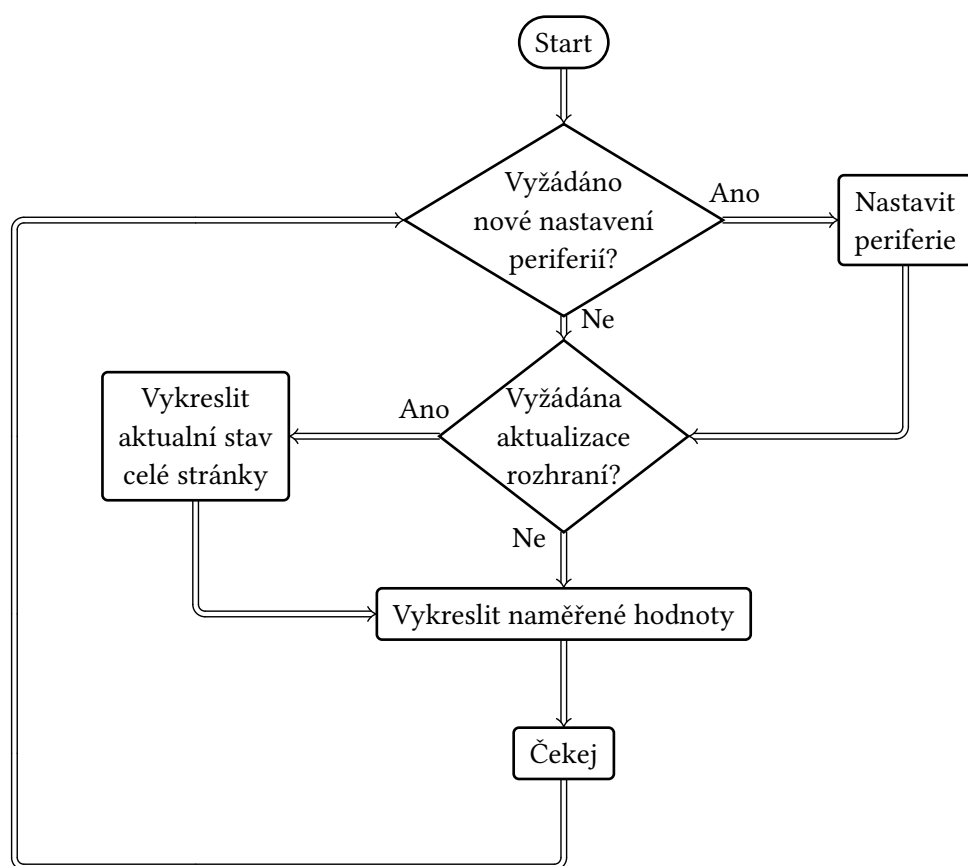 Start
Vyžádáno
nové nastavení
periferií?
Ano
Nastavit
periferie
Ne
Vyžádána
aktualizace
rozhraní?
Ano
Vykreslit
aktualní stav
celé stránky
Ne
Vykreslit naměřené hodnoty
Čekej